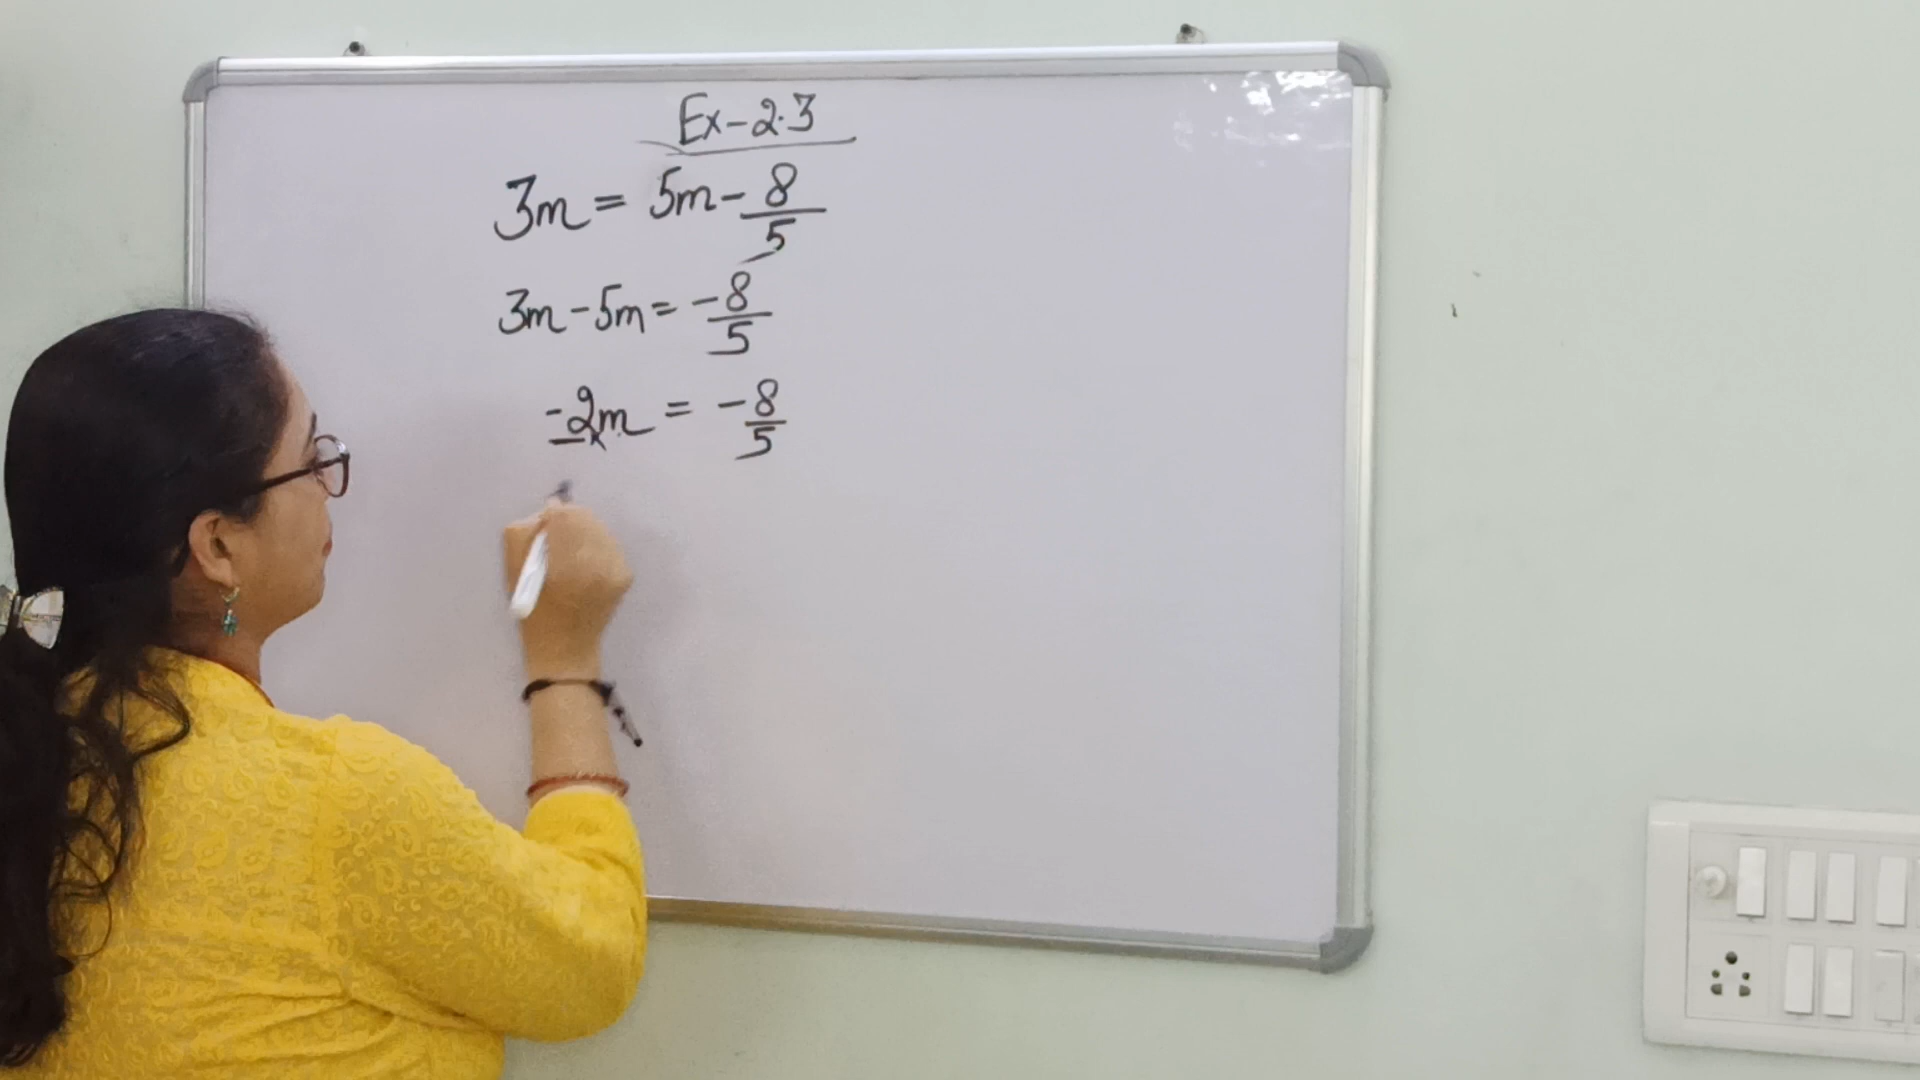 Ex-2.3
3m = 5m - 8/5
3m - 5m = -8/5
-2m = -8/5